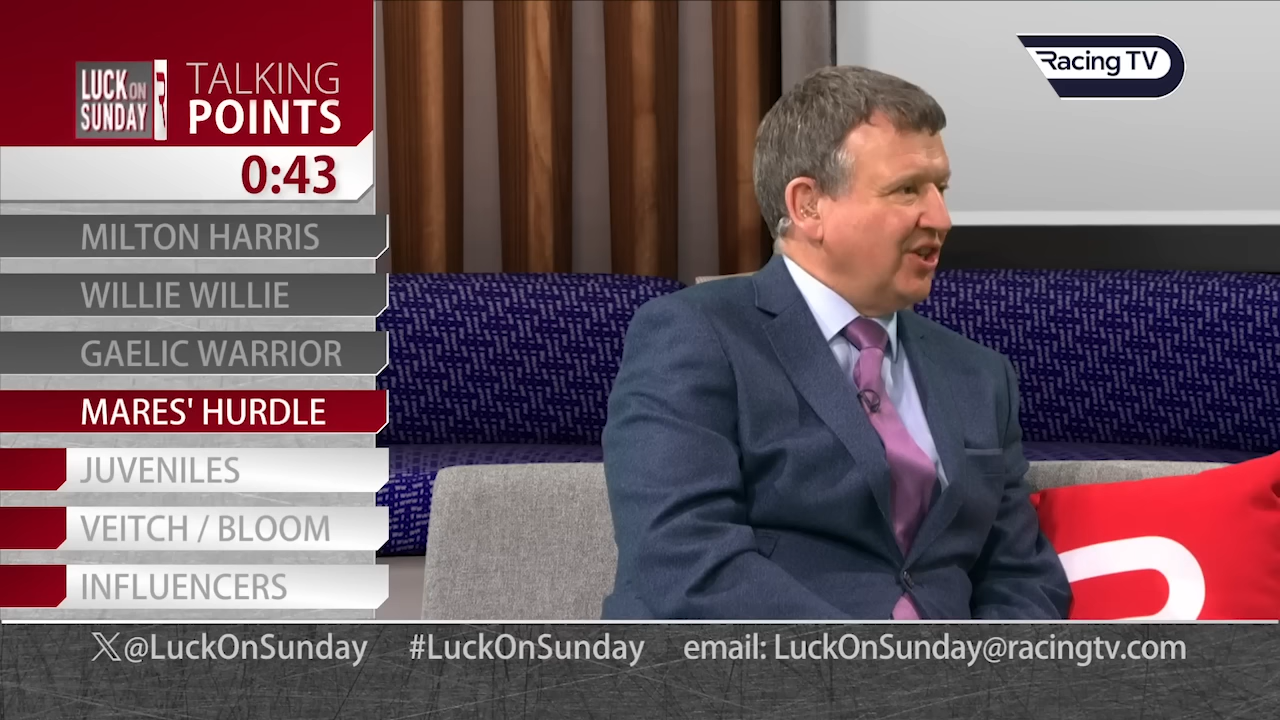 LUCK ON
SUNDAY
TALKING
POINTS
0:43
MILTON HARRIS
WILLIE WILLIE
GAELIC WARRIOR
MARES' HURDLE
JUVENILES
VEITCH / BLOOM
INFLUENCERS
Racing TV
X@LuckOnSunday #LuckOnSunday email: LuckOnSunday@racingtv.com